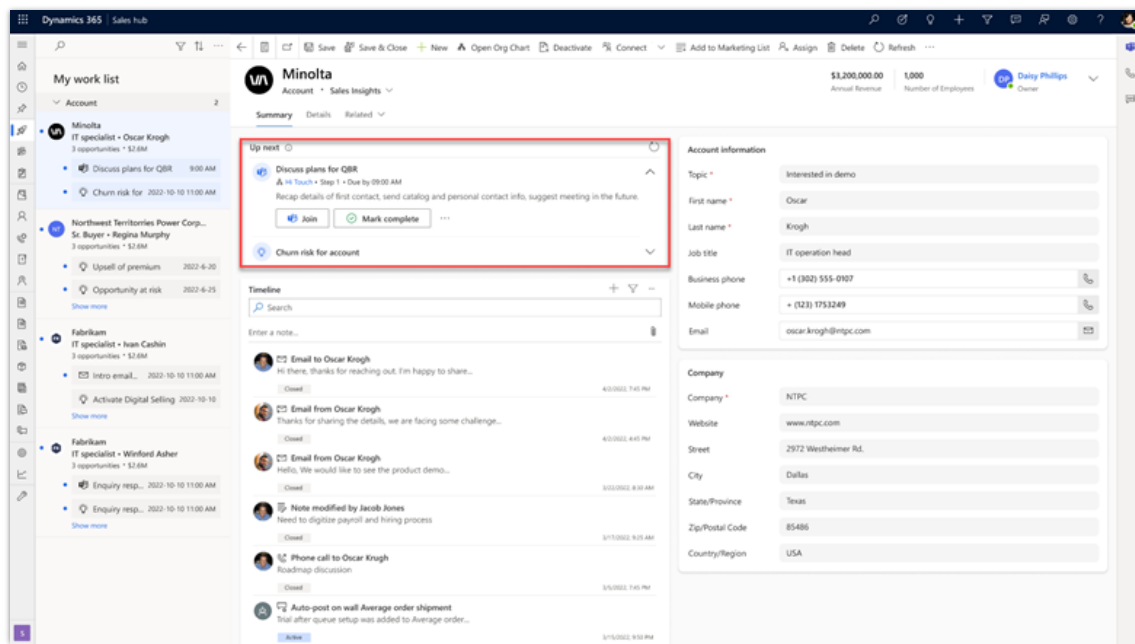 Dynamics 365 Sales hub
Save Save & Close New Open Org Chart Deactivate Connect Add to Marketing List Assign Delete Refresh
My work list
Account 2
Minolta
IT specialist • Oscar Krogh
3 opportunities * $2.6M
Discuss plans for QBR 9:00 AM
Churn risk for 2022-10-10 11:00 AM
NT
Northwest Territorries Power Corp...
Sr. Buyer • Regina Murphy
3 opportunities * $2.6M
Upsell of premium 2022-6-20
Opportunity at risk 2022-6-25
Show more
Fabrikam
IT specialist • Ivan Cashin
3 opportunities * $2.6M
Intro email... 2022-10-10 11:00 AM
Activate Digital Selling 2022-10-10
Show more
Fabrikam
IT specialist • Winford Asher
3 opportunities * $2.6M
Enquiry resp... 2022-10-10 11:00 AM
Enquiry resp... 2022-10-10 11:00 AM
Show more
S
Minolta
Account • Sales Insights
$3,200,000.00
Annual Revenue
1,000
Number of Employees
DP
Daisy Phillips
Owner
Summary Details Related
Up next
Discuss plans for QBR
Hi Touch • Step 1 • Due by 09:00 AM
Recap details of first contact, send catalog and personal contact info, suggest meeting in the future.
Join Mark complete ...
Churn risk for account
Timeline
Search
Enter a note...
Email to Oscar Krogh
Hi there, thanks for reaching out. I'm happy to share...
Closed 4/2/2022, 7:45 PM
Email from Oscar Krogh
Thanks for sharing the details, we are facing some challenge...
Closed 4/2/2022, 4:45 PM
Email from Oscar Krogh
Hello, We would like to see the product demo...
Closed 3/22/2022, 8:30 AM
Note modified by Jacob Jones
Need to digitize payroll and hiring process
Closed 3/17/2022, 9:25 AM
Phone call to Oscar Krugh
Roadmap discussion
Closed 5/5/2022, 7:45 PM
Auto-post on wall Average order shipment
Trial after queue setup was added to Average order...
Active 3/15/2022, 9:50 PM
Account information
Topic * Interested in demo
First name * Oscar
Last name * Krogh
Job title IT operation head
Business phone +1 (302) 555-0107
Mobile phone + (123) 1753249
Email oscar.krogh@ntpc.com
Company
Company * NTPC
Website www.ntpc.com
Street 2972 Westheimer Rd.
City Dallas
State/Province Texas
Zip/Postal Code 85486
Country/Region USA